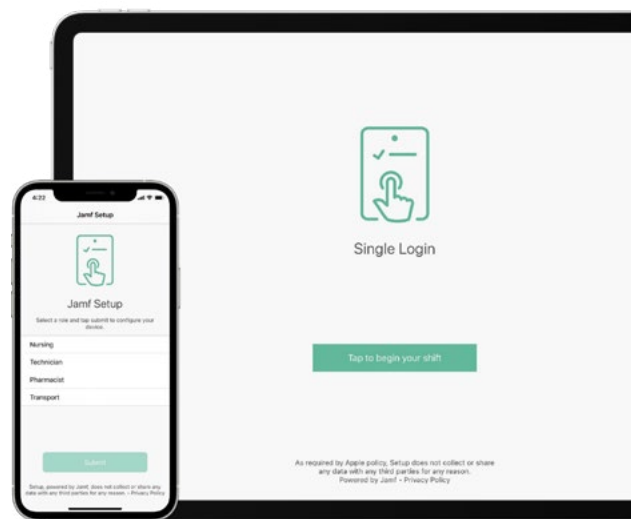 4:22
Jamf Setup
Jamf Setup
Select a role and tap submit to configure your
device.
Nursing
Technician
Pharmacist
Transport
Submit
Setup, powered by Jamf, does not collect or share any
data with any third parties for any reason. - Privacy Policy
Single Login
Tap to begin your shift
As required by Apple policy, Setup does not collect or share
any data with any third parties for any reason.
Powered by Jamf - Privacy Policy